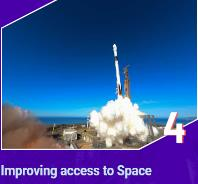 4
Improving access to Space